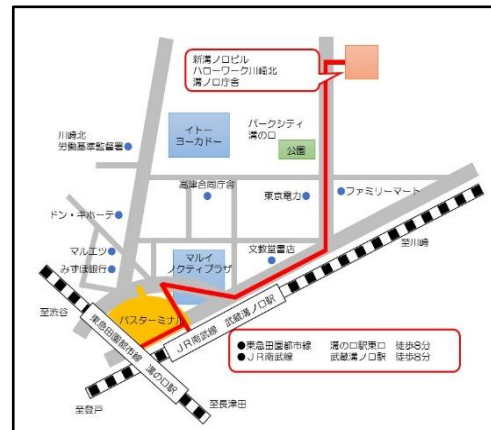 新溝ノロビル
ハローワーク川崎北
溝ノ口庁舎
川崎北
労働基準監督署
イトー
ヨーカドー
パークシティ
溝の口
公園
高津合同庁舎
東京電力
ファミリーマート
ドン・キホーテ
マルエツ
みずほ銀行
マルイ
ノクティプラザ
文教堂書店
至川崎
至渋谷
バスターミナル
東急田園都市線 溝の口駅
JR南武線 武蔵溝ノ口駅
●東急田園都市線 溝の口駅東口 徒歩8分
●JR南武線 武蔵溝ノ口駅 徒歩8分
至登戸
至長津田